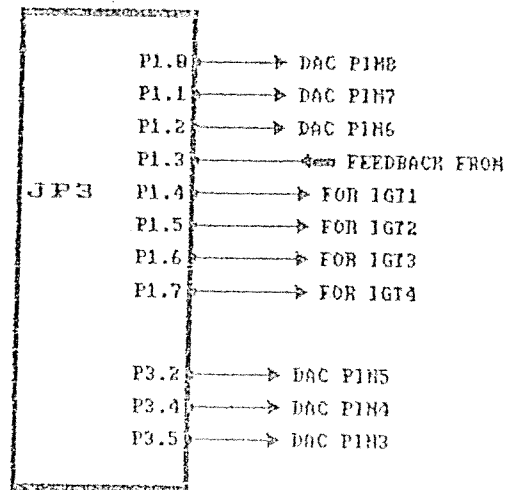 P1.0 DAC PIN8
P1.1 DAC PIN7
P1.2 DAC PIN6
P1.3 FEEDBACK FROM
JP3 P1.4 FOR IGT1
P1.5 FOR IGT2
P1.6 FOR IGT3
P1.7 FOR IGT4
P3.2 DAC PIN5
P3.4 DAC PIN4
P3.5 DAC PIN3